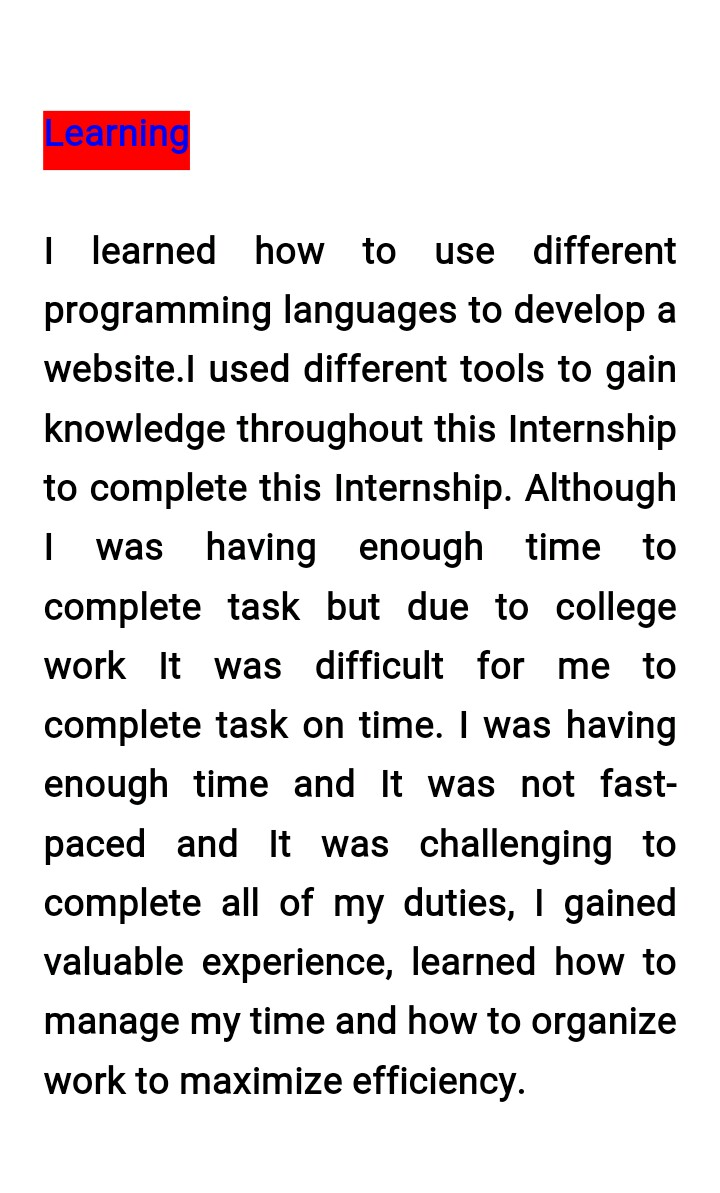 Learning
I learned how to use different
programming languages to develop a
website.I used different tools to gain
knowledge throughout this Internship
to complete this Internship. Although
I was having enough time to
complete task but due to college
work It was difficult for me to
complete task on time. I was having
enough time and It was not fast-
paced and It was challenging to
complete all of my duties, I gained
valuable experience, learned how to
manage my time and how to organize
work to maximize efficiency.